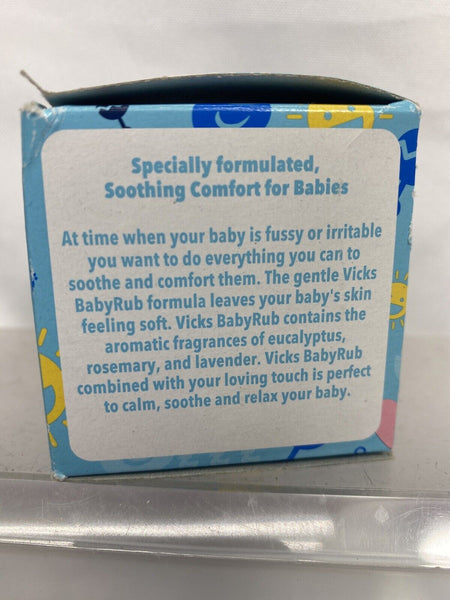 Specially formulated,
Soothing Comfort for Babies
At time when your baby is fussy or irritable
you want to do everything you can to
soothe and comfort them. The gentle Vicks
BabyRub formula leaves your baby's skin
feeling soft. Vicks BabyRub contains the
aromatic fragrances of eucalyptus,
rosemary, and lavender. Vicks BabyRub
combined with your loving touch is perfect
to calm, soothe and relax your baby.